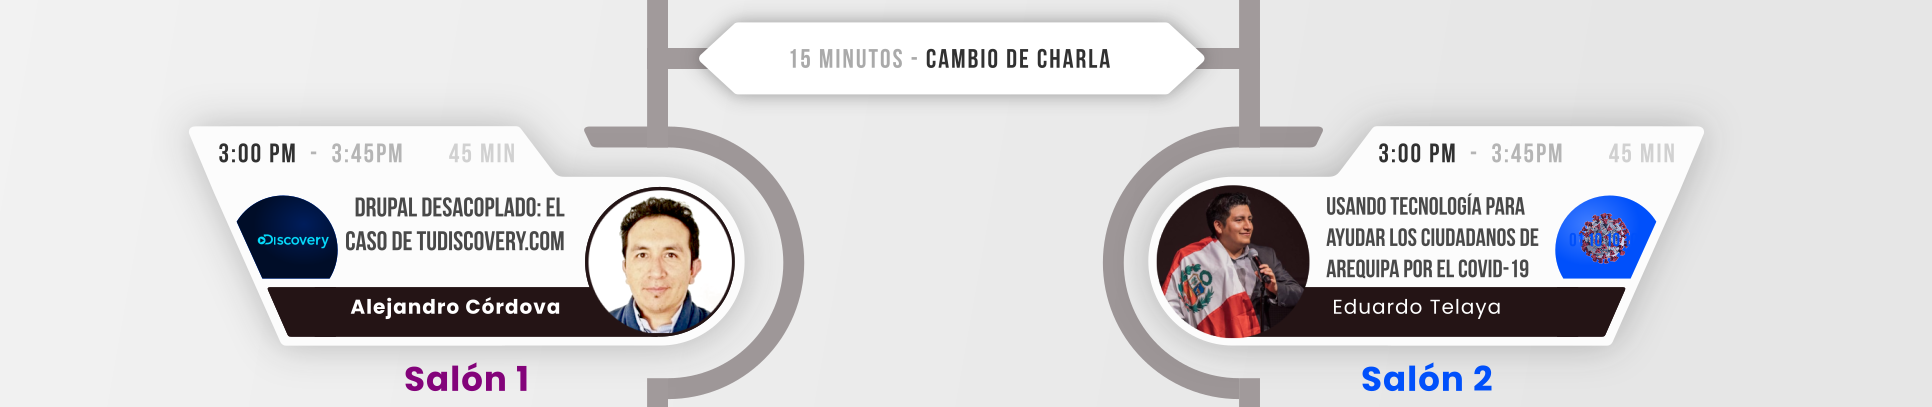 15 MINUTOS - CAMBIO DE CHARLA
3:00 PM - 3:45PM 45 MIN
DRUPAL DESACOPLADO: EL
CASO DE TUDISCOVERY.COM
Discovery
Alejandro Córdova
Salón 1
3:00 PM - 3:45PM 45 MIN
USANDO TECNOLOGÍA PARA
AYUDAR LOS CIUDADANOS DE
AREQUIPA POR EL COVID-19
Eduardo Telaya
Salón 2